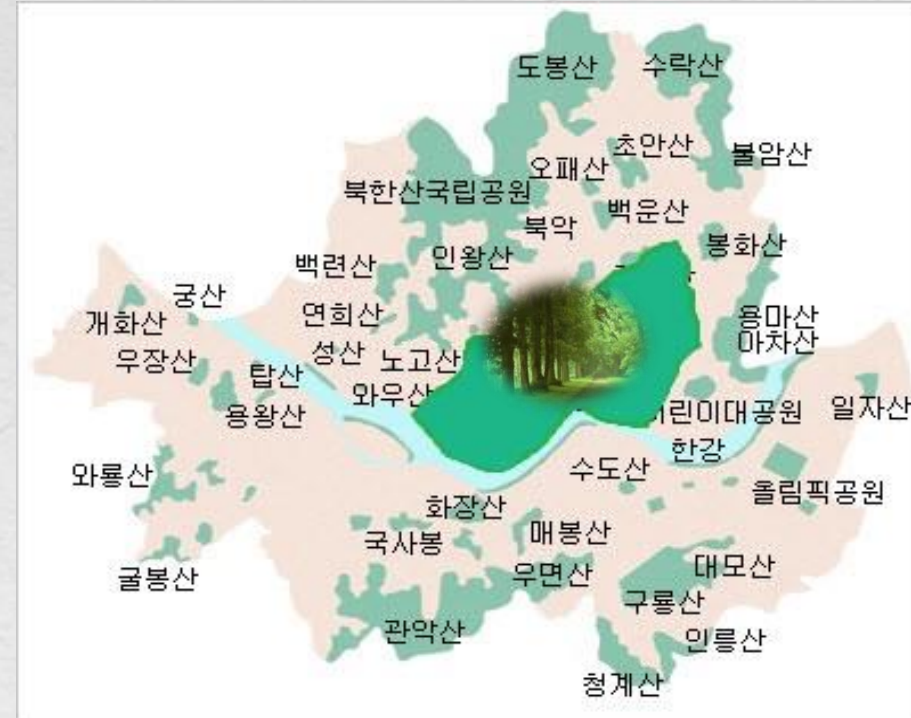 도봉산
수락산
초안산
불암산
오패산
북한산국립공원
백운산
북악
봉화산
인왕산
백련산
궁산
개화산
연희산
용마산
아차산
우장산
성산
노고산
탑산
와우산
용왕산
어린이대공원
일자산
한강
수도산
와룡산
올림픽공원
화장산
매봉산
국사봉
대모산
우면산
굴봉산
구룡산
관악산
인릉산
청계산